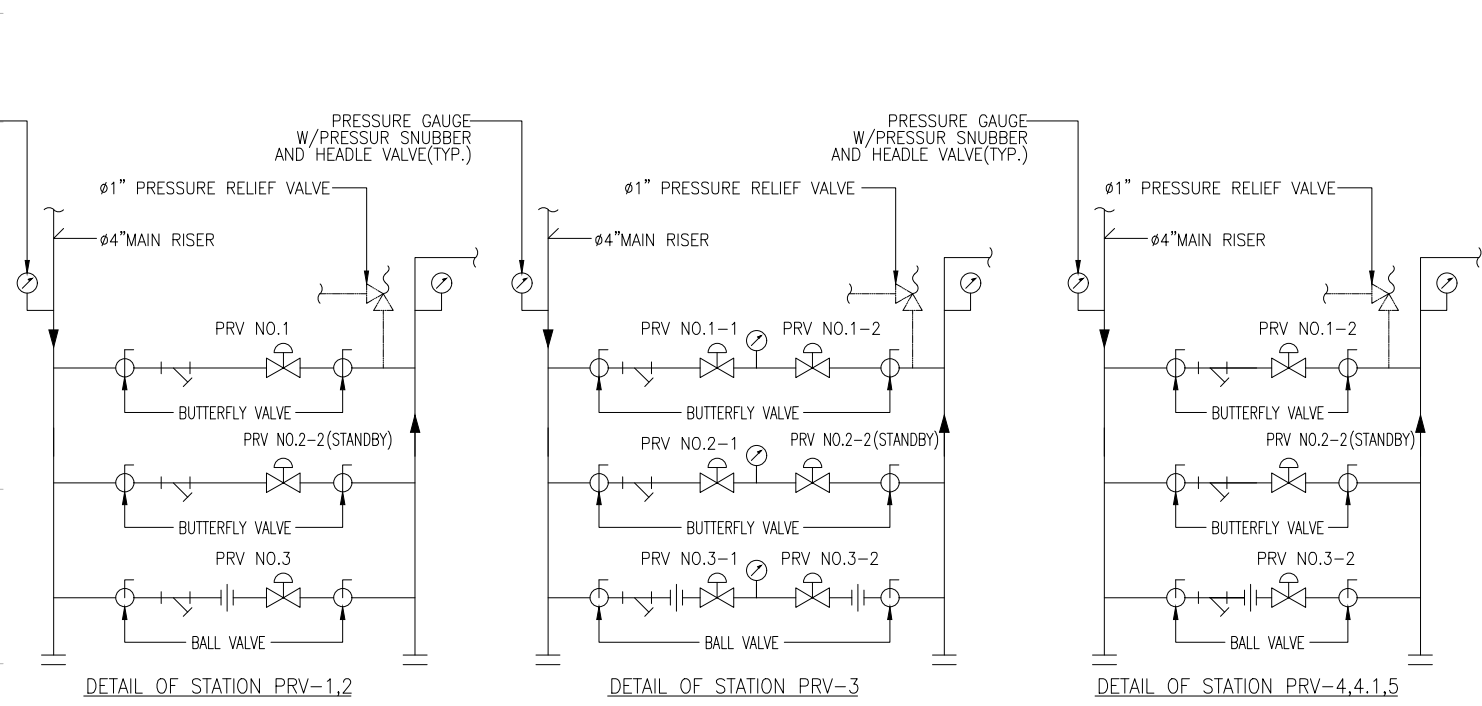 PRESSURE GAUGE
W/PRESSUR SNUBBER
AND HEADLE VALVE(TYP.)
ø1" PRESSURE RELIEF VALVE
ø4"MAIN RISER
PRV NO.1
BUTTERFLY VALVE
PRV NO.2-2(STANDBY)
BUTTERFLY VALVE
PRV NO.3
BALL VALVE
DETAIL OF STATION PRV-1,2
PRESSURE GAUGE
W/PRESSUR SNUBBER
AND HEADLE VALVE(TYP.)
ø1" PRESSURE RELIEF VALVE
ø4"MAIN RISER
PRV NO.1-1
PRV NO.1-2
BUTTERFLY VALVE
PRV NO.2-1
PRV NO.2-2(STANDBY)
BUTTERFLY VALVE
PRV NO.3-1
PRV NO.3-2
BALL VALVE
DETAIL OF STATION PRV-3
ø1" PRESSURE RELIEF VALVE
ø4"MAIN RISER
PRV NO.1-2
BUTTERFLY VALVE
PRV NO.2-2(STANDBY)
BUTTERFLY VALVE
PRV NO.3-2
BALL VALVE
DETAIL OF STATION PRV-4,4.1,5